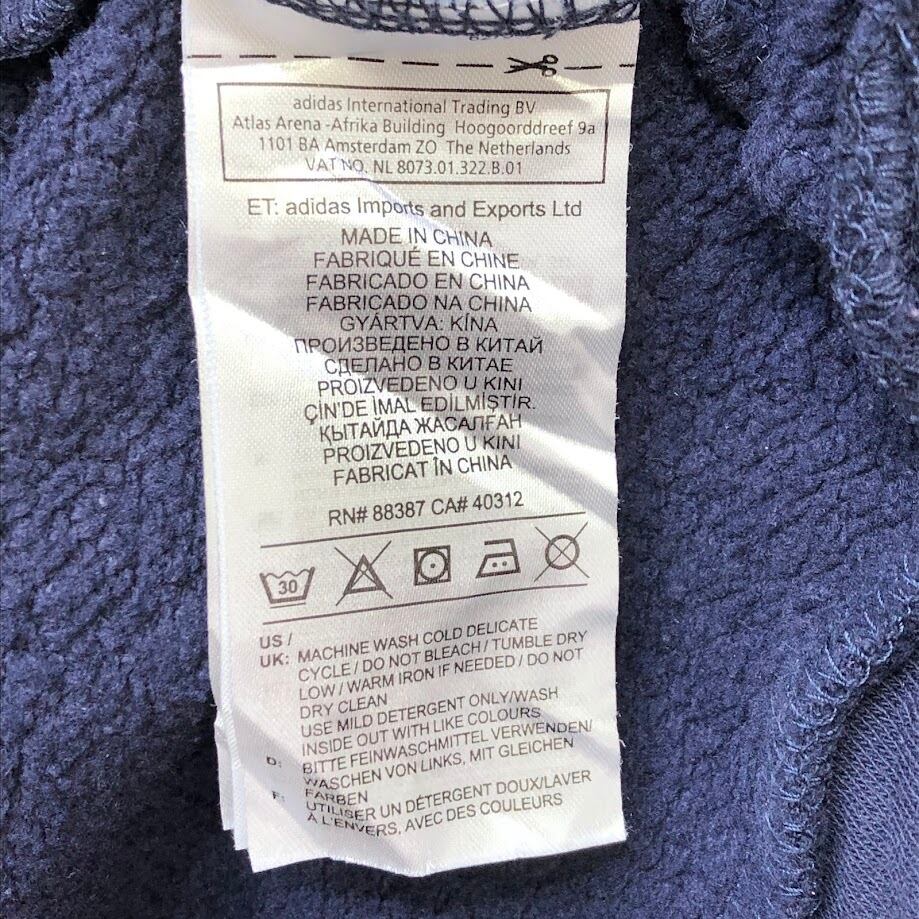 adidas International Trading BV
Atlas Arena -Afrika Building Hoogoorddreef 9a
1101 BA Amsterdam ZO The Netherlands
VAT NO. NL 8073.01.322.B.01
ET: adidas Imports and Exports Ltd
MADE IN CHINA
FABRIQUÉ EN CHINE
FABRICADO EN CHINA
FABRICADO NA CHINA
GYÁRTVA: KÍNA
ПРОИЗВЕДЕНО В КИТАЙ
СДЕЛАНО В КИТАЕ
PROIZVEDENO U KINI
ÇİN'DE İMAL EDİLMİŞTİR.
ҚЫТАЙДА ЖАСАЛҒАН
PROIZVEDENO U KINI
FABRICAT ÎN CHINA
RN# 88387 CA# 40312
30
US /
UK: MACHINE WASH COLD DELICATE
CYCLE / DO NOT BLEACH / TUMBLE DRY
LOW / WARM IRON IF NEEDED / DO NOT
DRY CLEAN
USE MILD DETERGENT ONLY/WASH
INSIDE OUT WITH LIKE COLOURS
D: BITTE FEINWASCHMITTEL VERWENDEN/
WASCHEN VON LINKS, MIT GLEICHEN
FARBEN
F: UTILISER UN DÉTERGENT DOUX/LAVER
À L'ENVERS, AVEC DES COULEURS